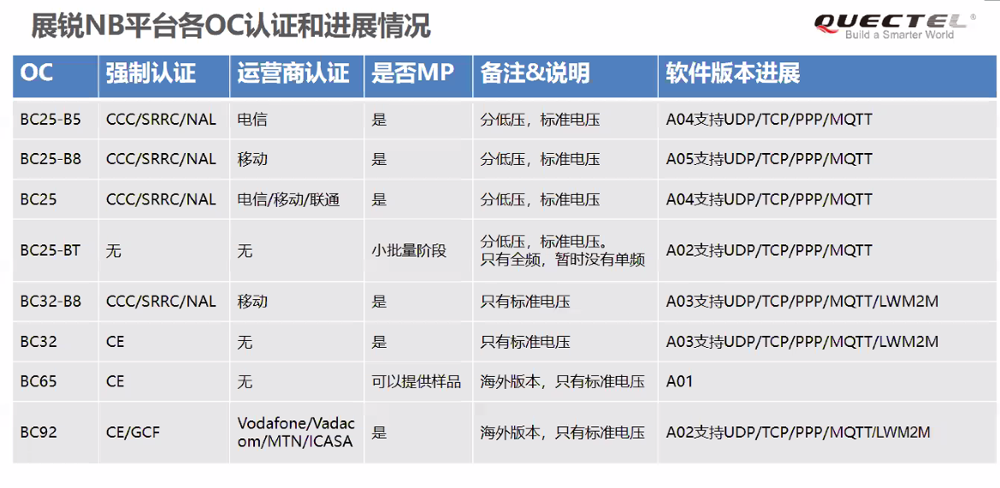 展锐NB平台各OC认证和进展情况
QUECTEL®
Build a Smarter World
OC 强制认证 运营商认证 是否MP 备注&说明 软件版本进展
BC25-B5 CCC/SRRC/NAL 电信 是 分低压，标准电压 A04支持UDP/TCP/PPP/MQTT
BC25-B8 CCC/SRRC/NAL 移动 是 分低压，标准电压 A05支持UDP/TCP/PPP/MQTT
BC25 CCC/SRRC/NAL 电信/移动/联通 是 分低压，标准电压 A04支持UDP/TCP/PPP/MQTT
BC25-BT 无 无 小批量阶段 分低压，标准电压。
只有全频，暂时没有单频 A02支持UDP/TCP/PPP/MQTT
BC32-B8 CCC/SRRC/NAL 移动 是 只有标准电压 A03支持UDP/TCP/PPP/MQTT/LWM2M
BC32 CE 无 是 只有标准电压 A03支持UDP/TCP/PPP/MQTT/LWM2M
BC65 CE 无 可以提供样品 海外版本，只有标准电压 A01
BC92 CE/GCF Vodafone/Vadac
om/MTN/ICASA 是 海外版本，只有标准电压 A02支持UDP/TCP/PPP/MQTT/LWM2M